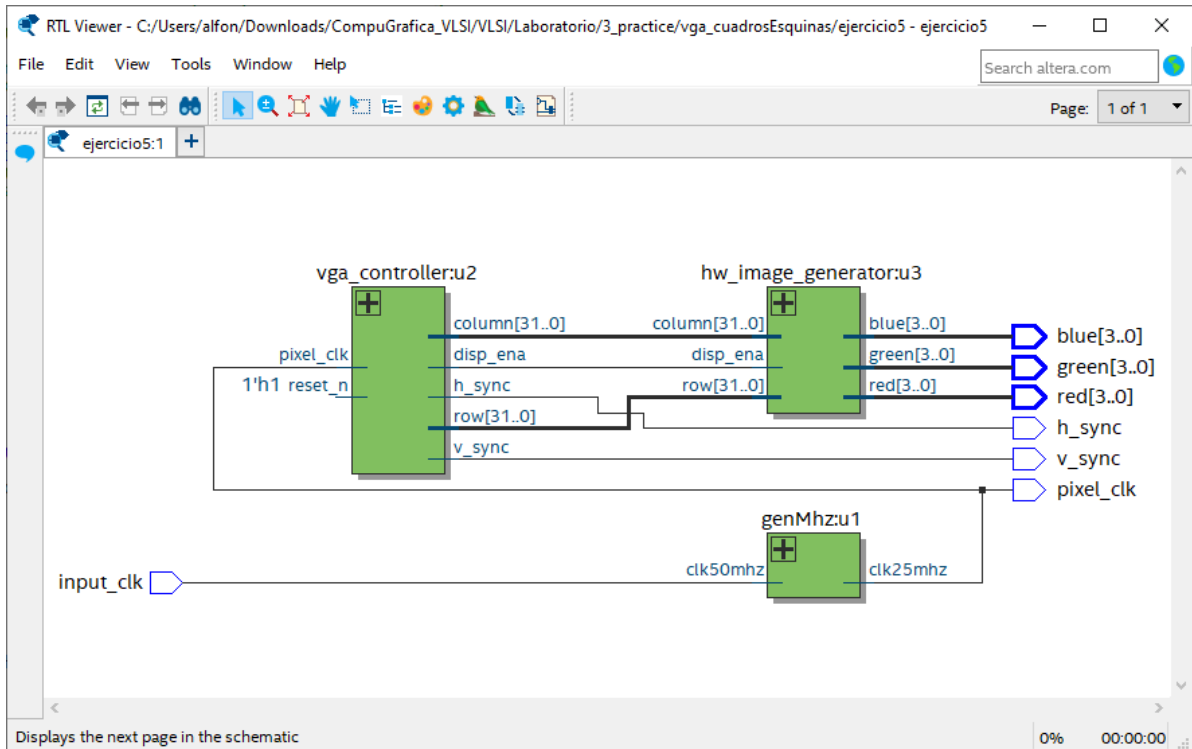 RTL Viewer - C:/Users/alfon/Downloads/CompuGrafica_VLSI/VLSI/Laboratorio/3_practice/vga_cuadrosEsquinas/ejercicio5 - ejercicio5
File Edit View Tools Window Help
Search altera.com
Page: 1 of 1
ejercicio5:1
vga_controller:u2
hw_image_generator:u3
column[31..0]
column[31..0]
blue[3..0]
blue[3..0]
pixel_clk
disp_ena
disp_ena
green[3..0]
green[3..0]
1'h1 reset_n
h_sync
row[31..0]
red[3..0]
red[3..0]
row[31..0]
h_sync
v_sync
v_sync
pixel_clk
genMhz:u1
input_clk
clk50mhz
clk25mhz
Displays the next page in the schematic
0%
00:00:00